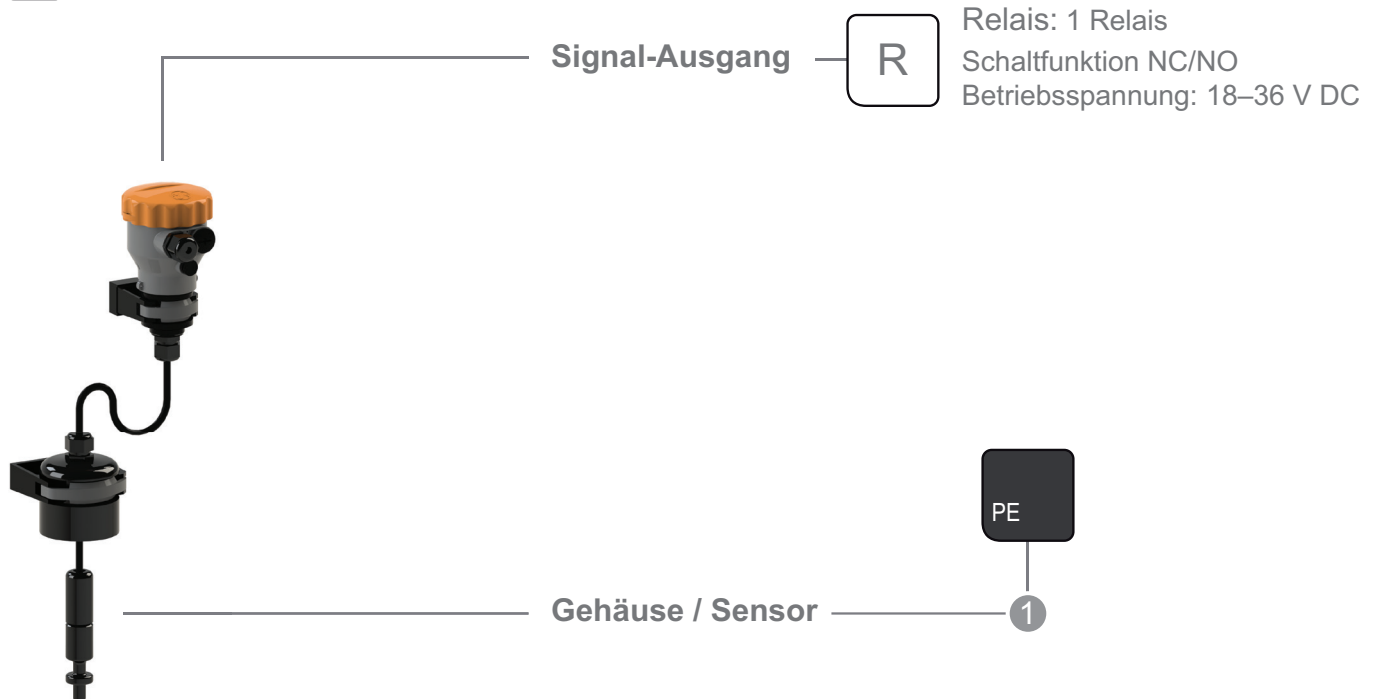 Signal-Ausgang
R
Relais: 1 Relais
Schaltfunktion NC/NO
Betriebsspannung: 18–36 V DC
PE
Gehäuse / Sensor
1